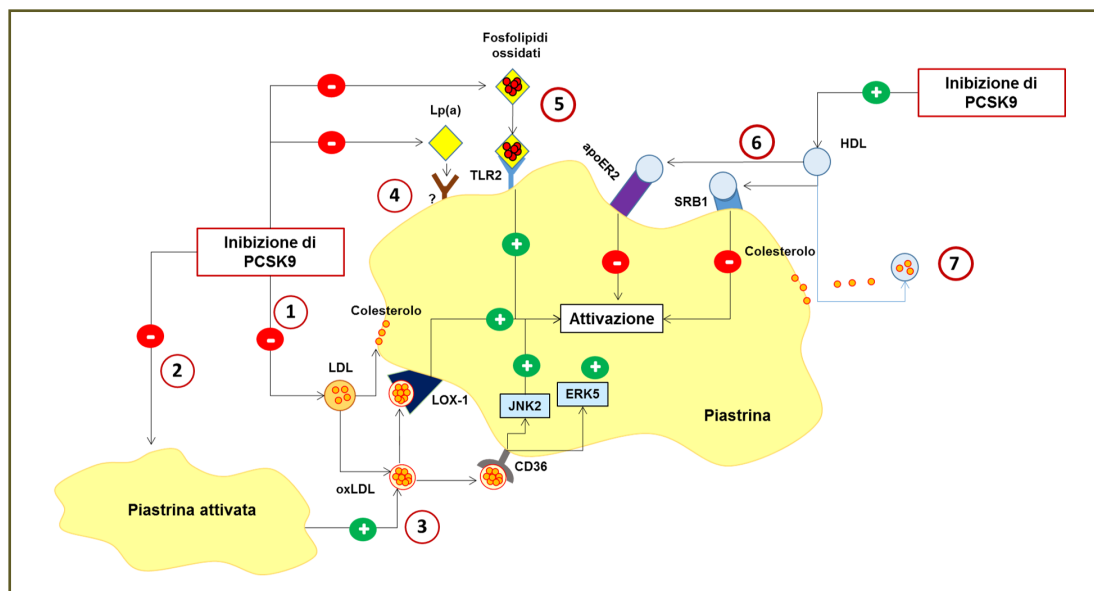 Fosfolipidi
ossidati
Inibizione di
PCSK9
+
-
5
Lp(a)
-
HDL
6
apoER2
TLR2
4
?
SRB1
Inibizione di
PCSK9
+
-
-
Colesterolo
7
1
Colesterolo
+
Attivazione
-
-
2
LDL
+
+
LOX-1
JNK2
ERK5
Piastrina
CD36
oxLDL
Piastrina attivata
+
3